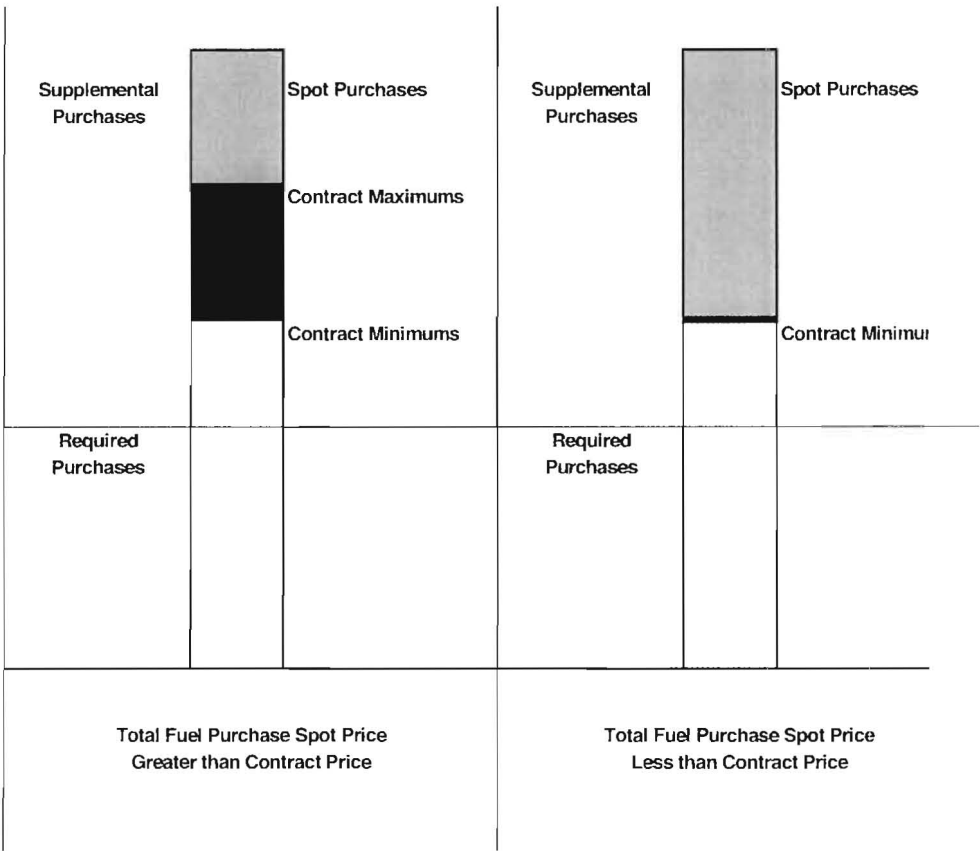 Supplemental
Purchases
Spot Purchases
Contract Maximums
Contract Minimums
Required
Purchases
Total Fuel Purchase Spot Price
Greater than Contract Price
Supplemental
Purchases
Spot Purchases
Contract
Required
Purchases
Total Fuel Purchase Spot Price
Less than Contract Price